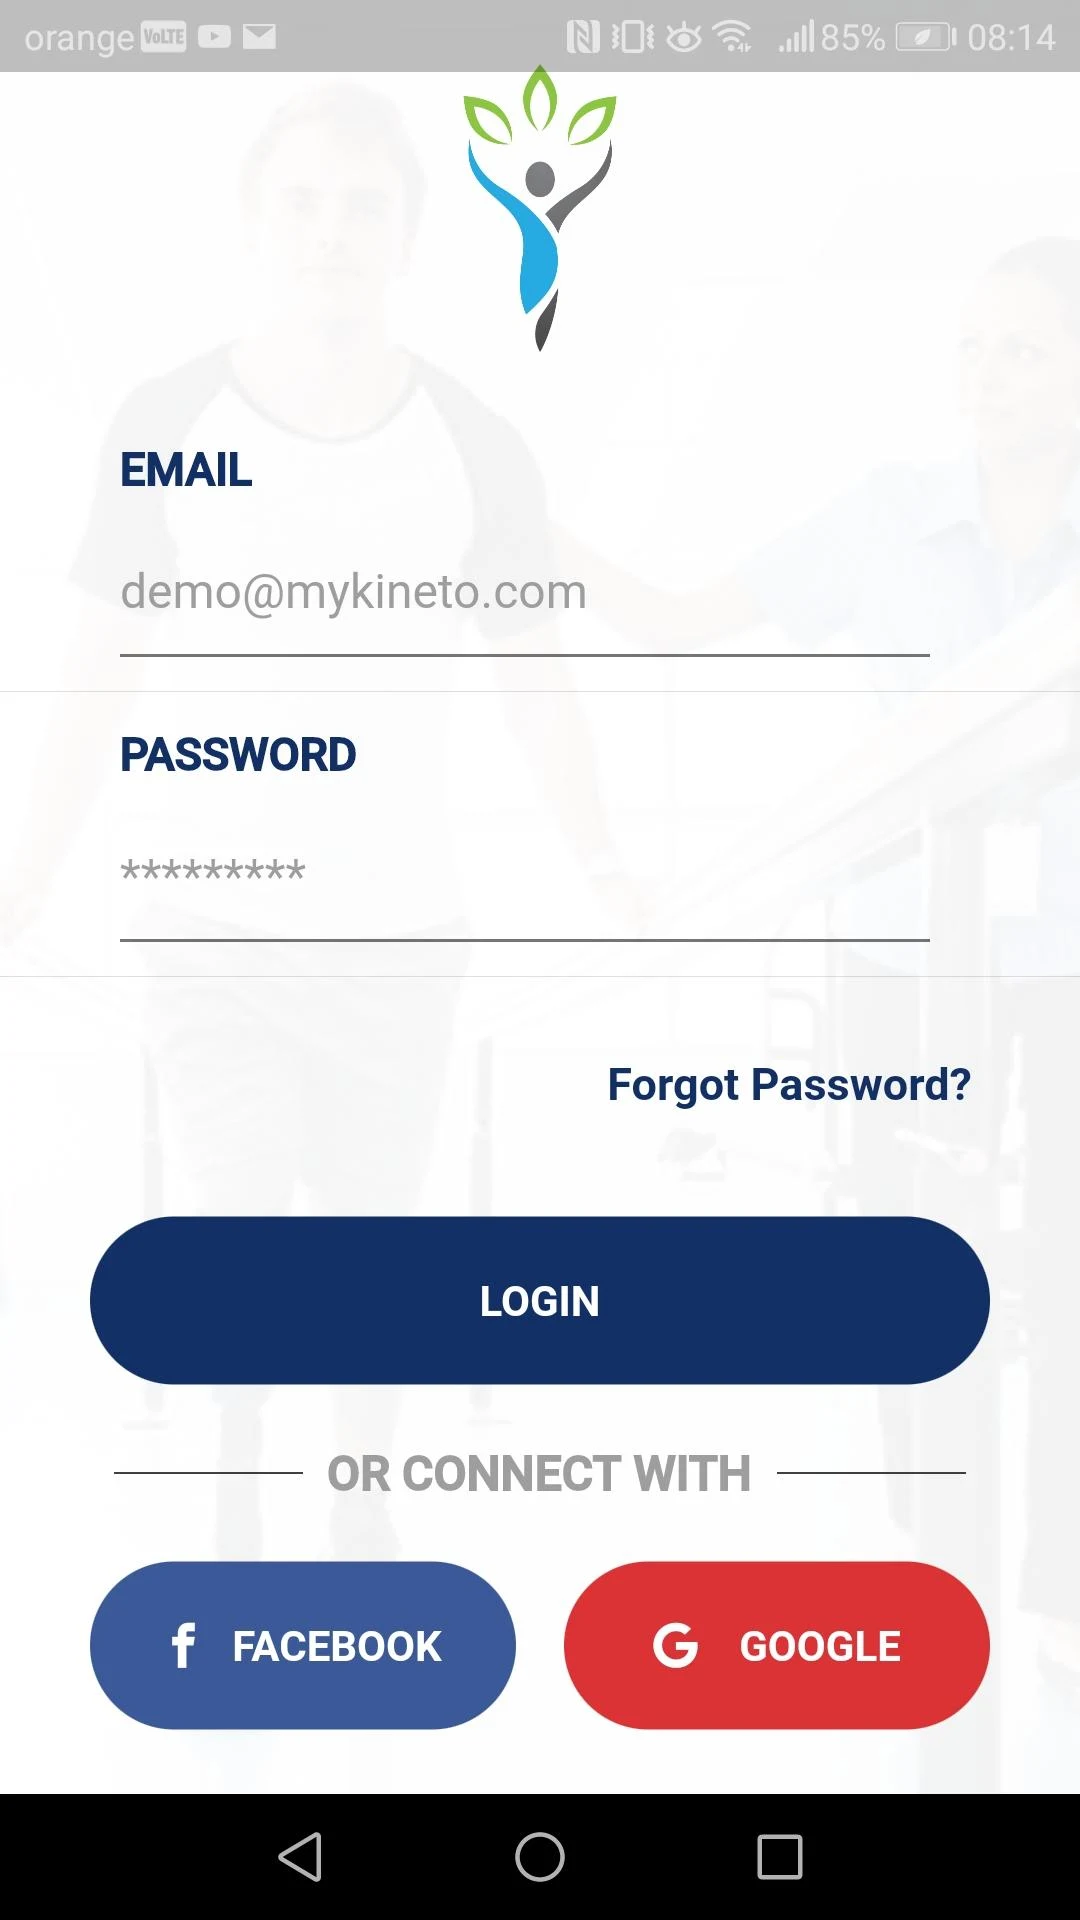 orange VoLTE 85% 08:14
EMAIL
demo@mykineto.com
PASSWORD
*********
Forgot Password?
LOGIN
OR CONNECT WITH
f FACEBOOK G GOOGLE